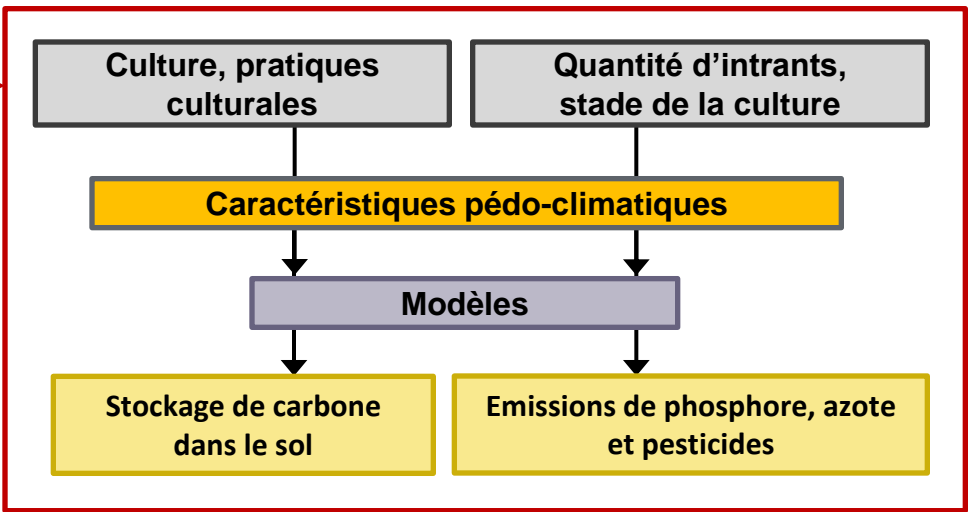 Culture, pratiques
culturales
Quantité d’intrants,
stade de la culture
Caractéristiques pédo-climatiques
Modèles
Stockage de carbone
dans le sol
Emissions de phosphore, azote
et pesticides